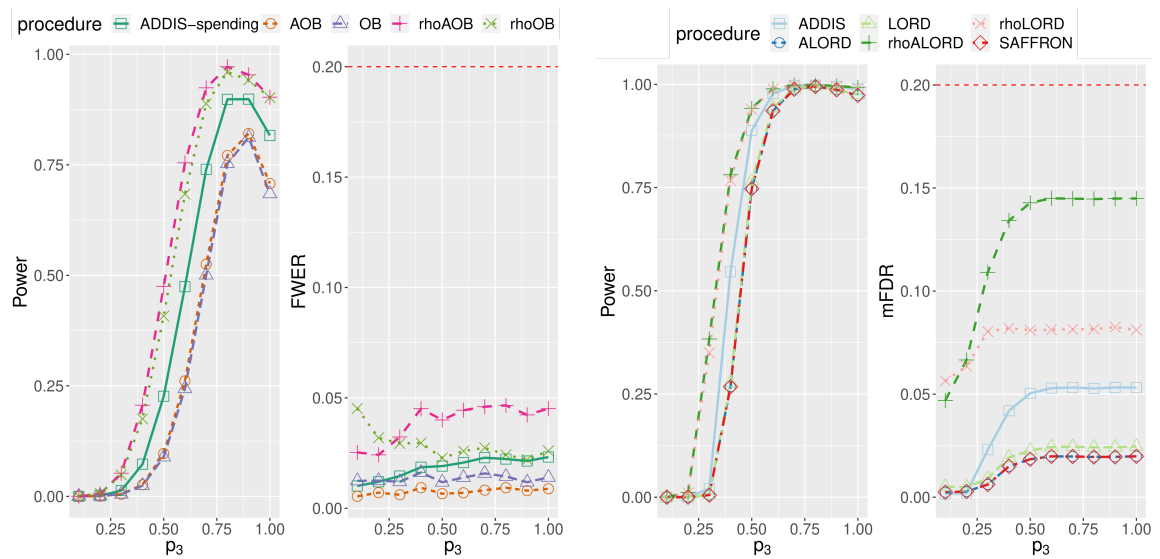 procedure ADDIS-spending AOB OB rhoAOB rhoOB
procedure ADDIS LORD rhoLORD
ALORD rhoALORD SAFFRON
Power
1.00
0.75
0.50
0.25
0.00
0.25 0.50 0.75 1.00
p3
FWER
0.20
0.15
0.10
0.05
0.00
0.25 0.50 0.75 1.00
p3
Power
1.00
0.75
0.50
0.25
0.00
0.25 0.50 0.75 1.00
p3
mFDR
0.20
0.15
0.10
0.05
0.00
0.25 0.50 0.75 1.00
p3